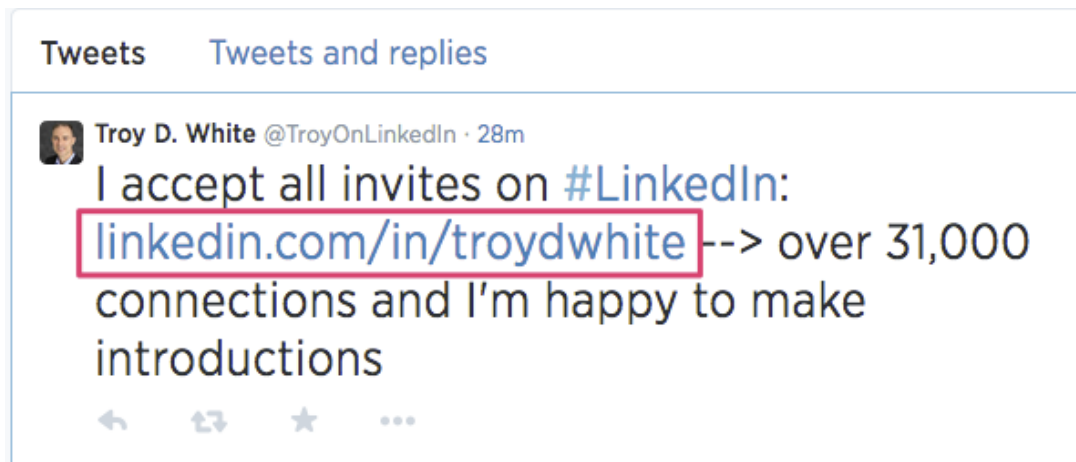 Tweets Tweets and replies
Troy D. White @TroyOnLinkedIn · 28m
I accept all invites on #LinkedIn:
linkedin.com/in/troydwhite --> over 31,000
connections and I'm happy to make
introductions